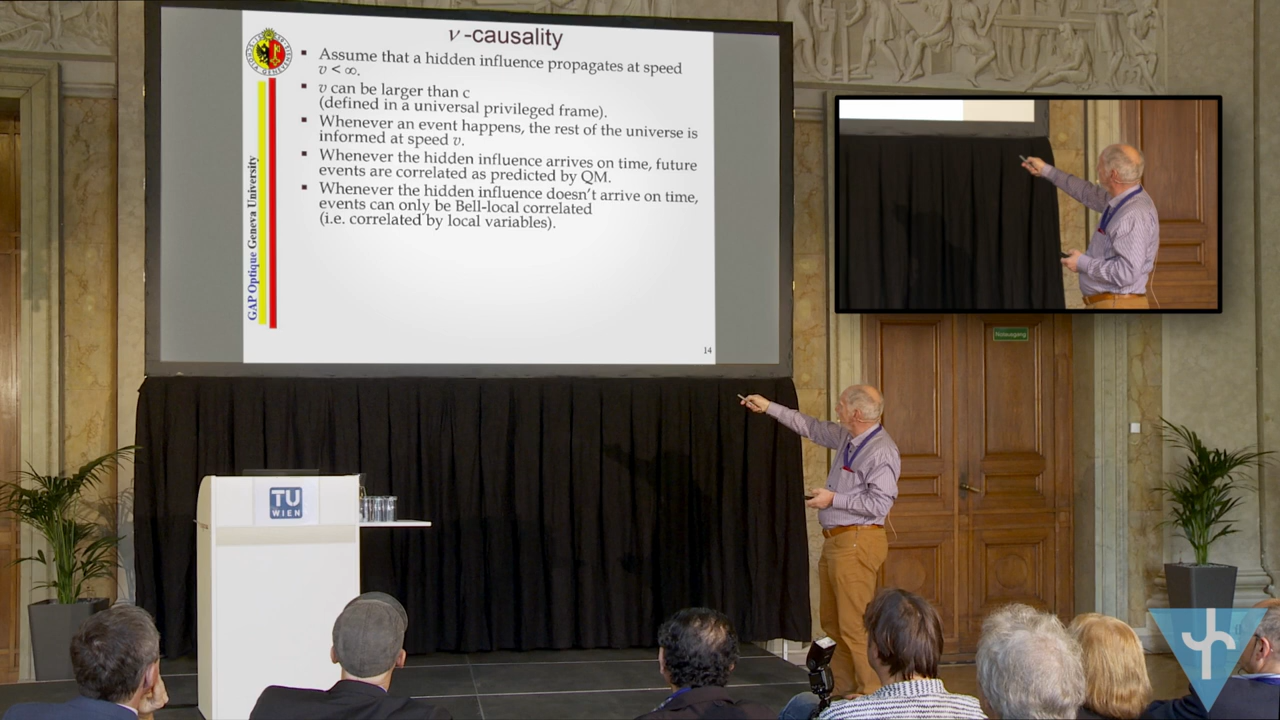 v-causality
▪ Assume that a hidden influence propagates at speed
v < ∞.
▪ v can be larger than c
(defined in a universal privileged frame).
▪ Whenever an event happens, the rest of the universe is
informed at speed v.
▪ Whenever the hidden influence arrives on time, future
events are correlated as predicted by QM.
▪ Whenever the hidden influence doesn't arrive on time,
events can only be Bell-local correlated
(i.e. correlated by local variables).
GAP Optique Geneva University
14
Notausgang
TU
WIEN